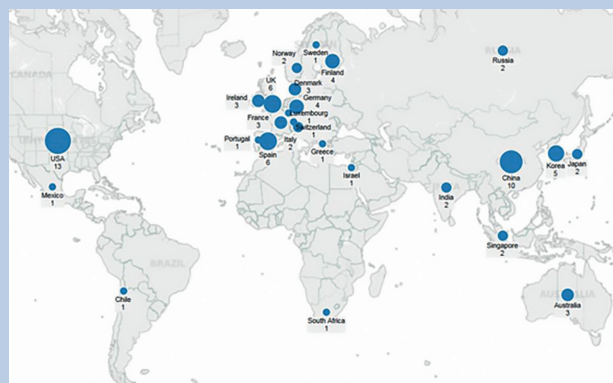 CANADA
RUSSIA
Norway
2
Sweden
1
Finland
4
Russia
2
UK
6
Denmark
3
Ireland
3
Germany
4
Luxembourg
1
France
3
Switzerland
1
Portugal
1
Spain
6
Italy
2
Greece
1
Israel
1
USA
13
Mexico
1
China
10
Korea
5
Japan
2
India
2
Singapore
2
BRAZIL
Chile
1
South Africa
1
Australia
3